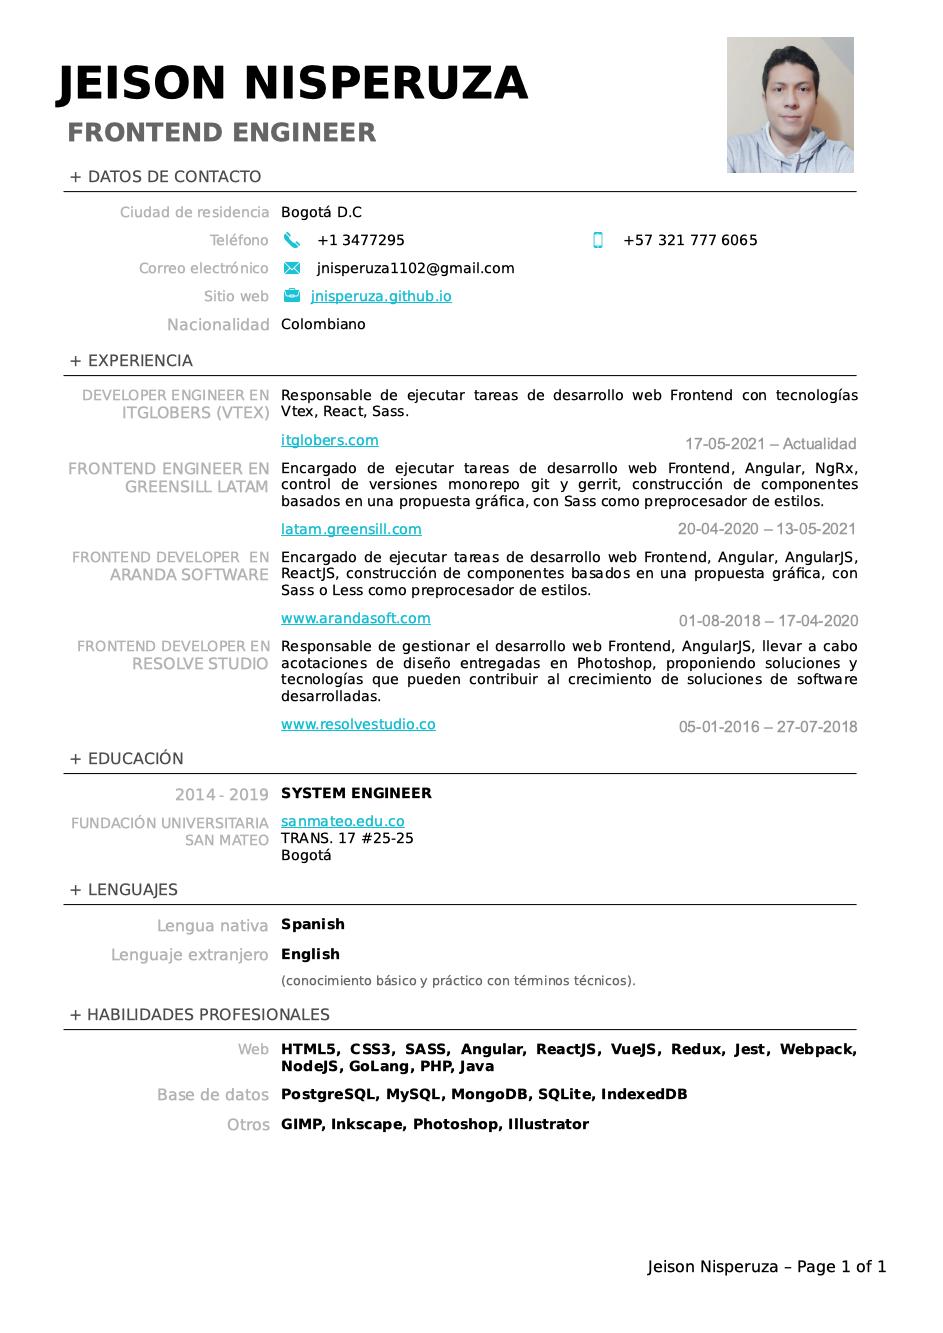 JEISON NISPERUZA
FRONTEND ENGINEER
+ DATOS DE CONTACTO
Ciudad de residencia Bogotá D.C
Teléfono +1 3477295 +57 321 777 6065
Correo electrónico jnisperuza1102@gmail.com
Sitio web jnisperuza.github.io
Nacionalidad Colombiano
+ EXPERIENCIA
DEVELOPER ENGINEER EN Responsable de ejecutar tareas de desarrollo web Frontend con tecnologías
ITGLOBERS (VTEX) Vtex, React, Sass.
itglobers.com 17-05-2021 – Actualidad
FRONTEND ENGINEER EN Encargado de ejecutar tareas de desarrollo web Frontend, Angular, NgRx,
GREENSILL LATAM control de versiones monorepo git y gerrit, construcción de componentes
basados en una propuesta gráfica, con Sass como preprocesador de estilos.
latam.greensill.com 20-04-2020 – 13-05-2021
FRONTEND DEVELOPER EN Encargado de ejecutar tareas de desarrollo web Frontend, Angular, AngularJS,
ARANDA SOFTWARE ReactJS, construcción de componentes basados en una propuesta gráfica, con
Sass o Less como preprocesador de estilos.
www.arandasoft.com 01-08-2018 – 17-04-2020
FRONTEND DEVELOPER EN Responsable de gestionar el desarrollo web Frontend, AngularJS, llevar a cabo
RESOLVE STUDIO acotaciones de diseño entregadas en Photoshop, proponiendo soluciones y
tecnologías que pueden contribuir al crecimiento de soluciones de software
desarrolladas.
www.resolvestudio.co 05-01-2016 – 27-07-2018
+ EDUCACIÓN
2014 - 2019 SYSTEM ENGINEER
FUNDACIÓN UNIVERSITARIA sanmateo.edu.co
SAN MATEO TRANS. 17 #25-25
Bogotá
+ LENGUAJES
Lengua nativa Spanish
Lenguaje extranjero English
(conocimiento básico y práctico con términos técnicos).
+ HABILIDADES PROFESIONALES
Web HTML5, CSS3, SASS, Angular, ReactJS, VueJS, Redux, Jest, Webpack,
NodeJS, GoLang, PHP, Java
Base de datos PostgreSQL, MySQL, MongoDB, SQLite, IndexedDB
Otros GIMP, Inkscape, Photoshop, Illustrator
Jeison Nisperuza – Page 1 of 1